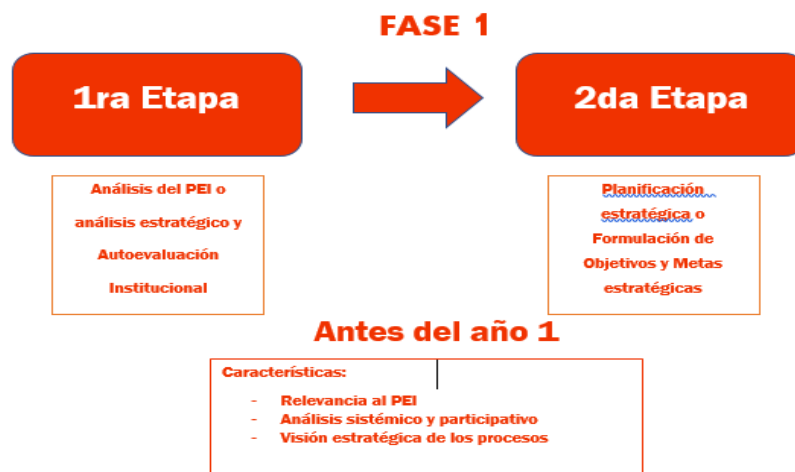 FASE 1
1ra Etapa
2da Etapa
Análisis del PEI o
análisis estratégico y
Autoevaluación
Institucional
Planificación
estratégica o
Formulación de
Objetivos y Metas
estratégicas
Antes del año 1
Características:
- Relevancia al PEI
- Análisis sistémico y participativo
- Visión estratégica de los procesos